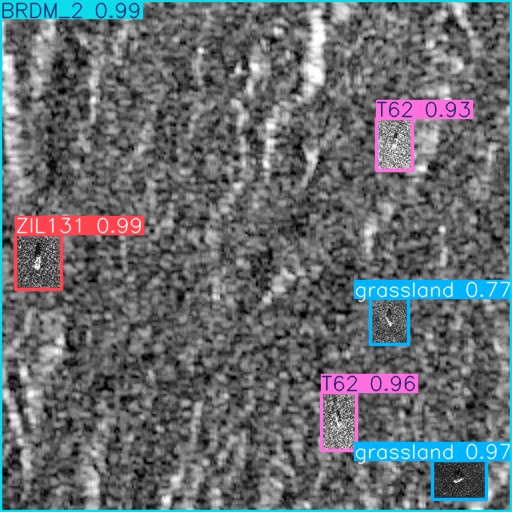 BRDM_2 0.99
T62 0.93
ZIL131 0.99
grassland 0.77
T62 0.96
grassland 0.97